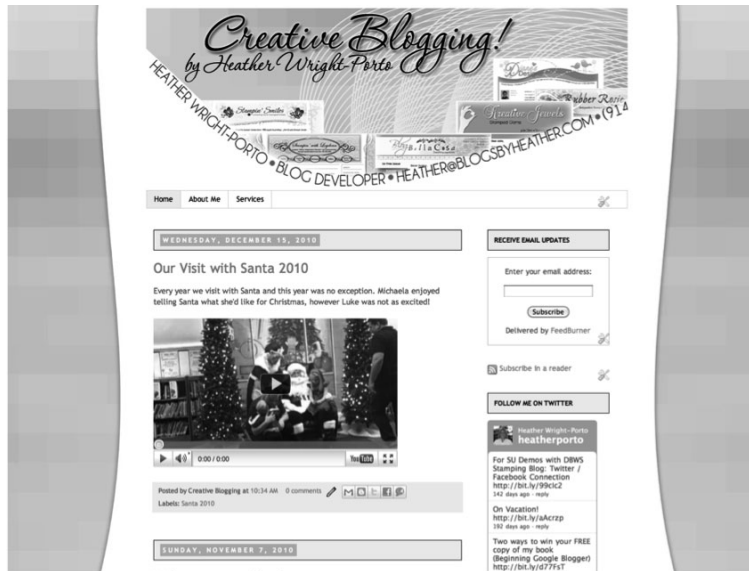 Creative Blogging!
by Heather Wright-Porto
HEATHER WRIGHT-PORTO • BLOG DEVELOPER • HEATHER@BLOGSBYHEATHER.COM • (914
Stampin' Smiles
Kreative Jewels
Rubber Rosie
Blog BellaCasa
Home About Me Services
WEDNESDAY, DECEMBER 15, 2010
Our Visit with Santa 2010
Every year we visit with Santa and this year was no exception. Michaela enjoyed
telling Santa what she'd like for Christmas, however Luke was not as excited!
0:00 / 0:00
YouTube
Posted by Creative Blogging at 10:34 AM 0 comments
Labels: Santa 2010
SUNDAY, NOVEMBER 7, 2010
RECEIVE EMAIL UPDATES
Enter your email address:
Subscribe
Delivered by FeedBurner
Subscribe in a reader
FOLLOW ME ON TWITTER
Heather Wright-Porto
heatherporto
For SU Demos with DBWS
Stamping Blog: Twitter /
Facebook Connection
http://bit.ly/99clc2
142 days ago · reply
On Vacation!
http://bit.ly/aAcrzp
192 days ago · reply
Two ways to win your FREE
copy of my book
(Beginning Google Blogger)
http://bit.ly/d77FsT